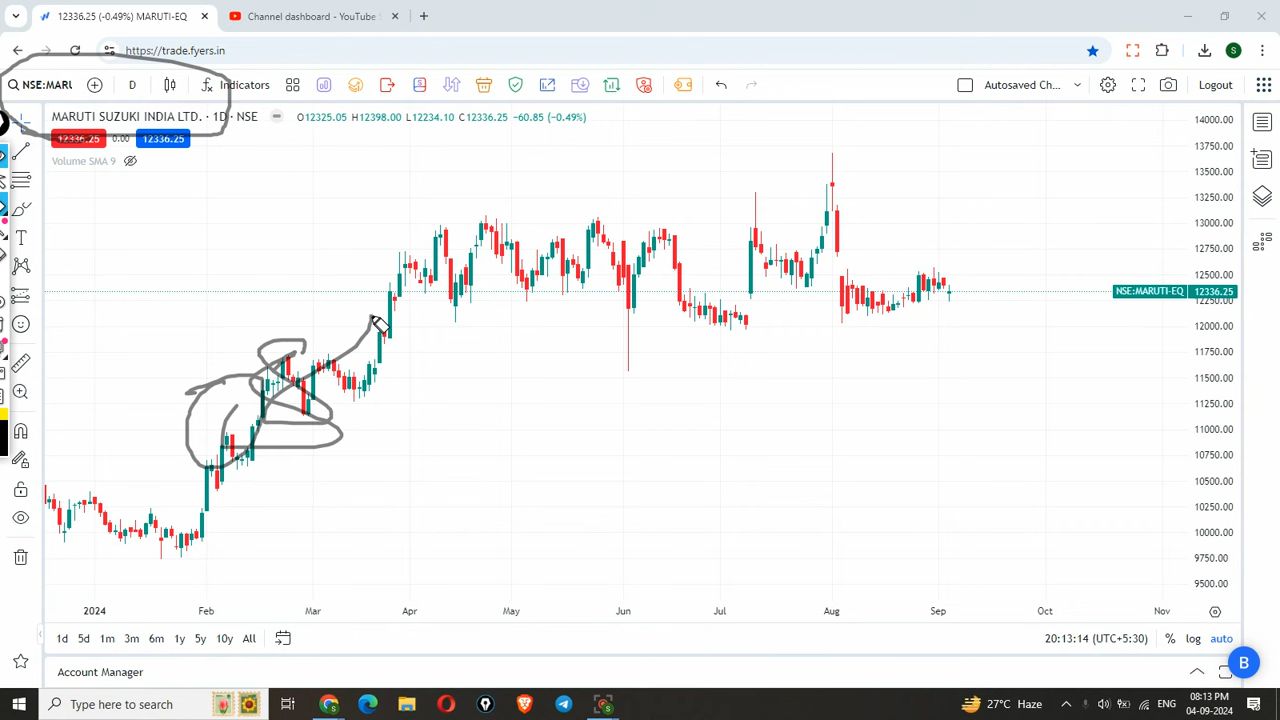 12336.25 (-0.49%) MARUTI-EQ
Channel dashboard - YouTube
https://trade.fyers.in
S
NSE:MARU
D
Indicators
Autosaved Ch...
Logout
MARUTI SUZUKI INDIA LTD. · 1D · NSE
O12325.05 H12398.00 L12234.10 C12336.25 -60.85 (-0.49%)
12336.25 0.00 12336.25
Volume SMA 9
14000.00
13750.00
13500.00
13250.00
13000.00
12750.00
12500.00
NSE:MARUTI-EQ 12336.25
12250.00
12000.00
11750.00
11500.00
11250.00
11000.00
10750.00
10500.00
10250.00
10000.00
9750.00
9500.00
2024 Feb Mar Apr May Jun Jul Aug Sep Oct Nov
1d 5d 1m 3m 6m 1y 5y 10y All
20:13:14 (UTC+5:30) % log auto
Account Manager
B
Type here to search
27°C Haze
ENG
08:13 PM
04-09-2024